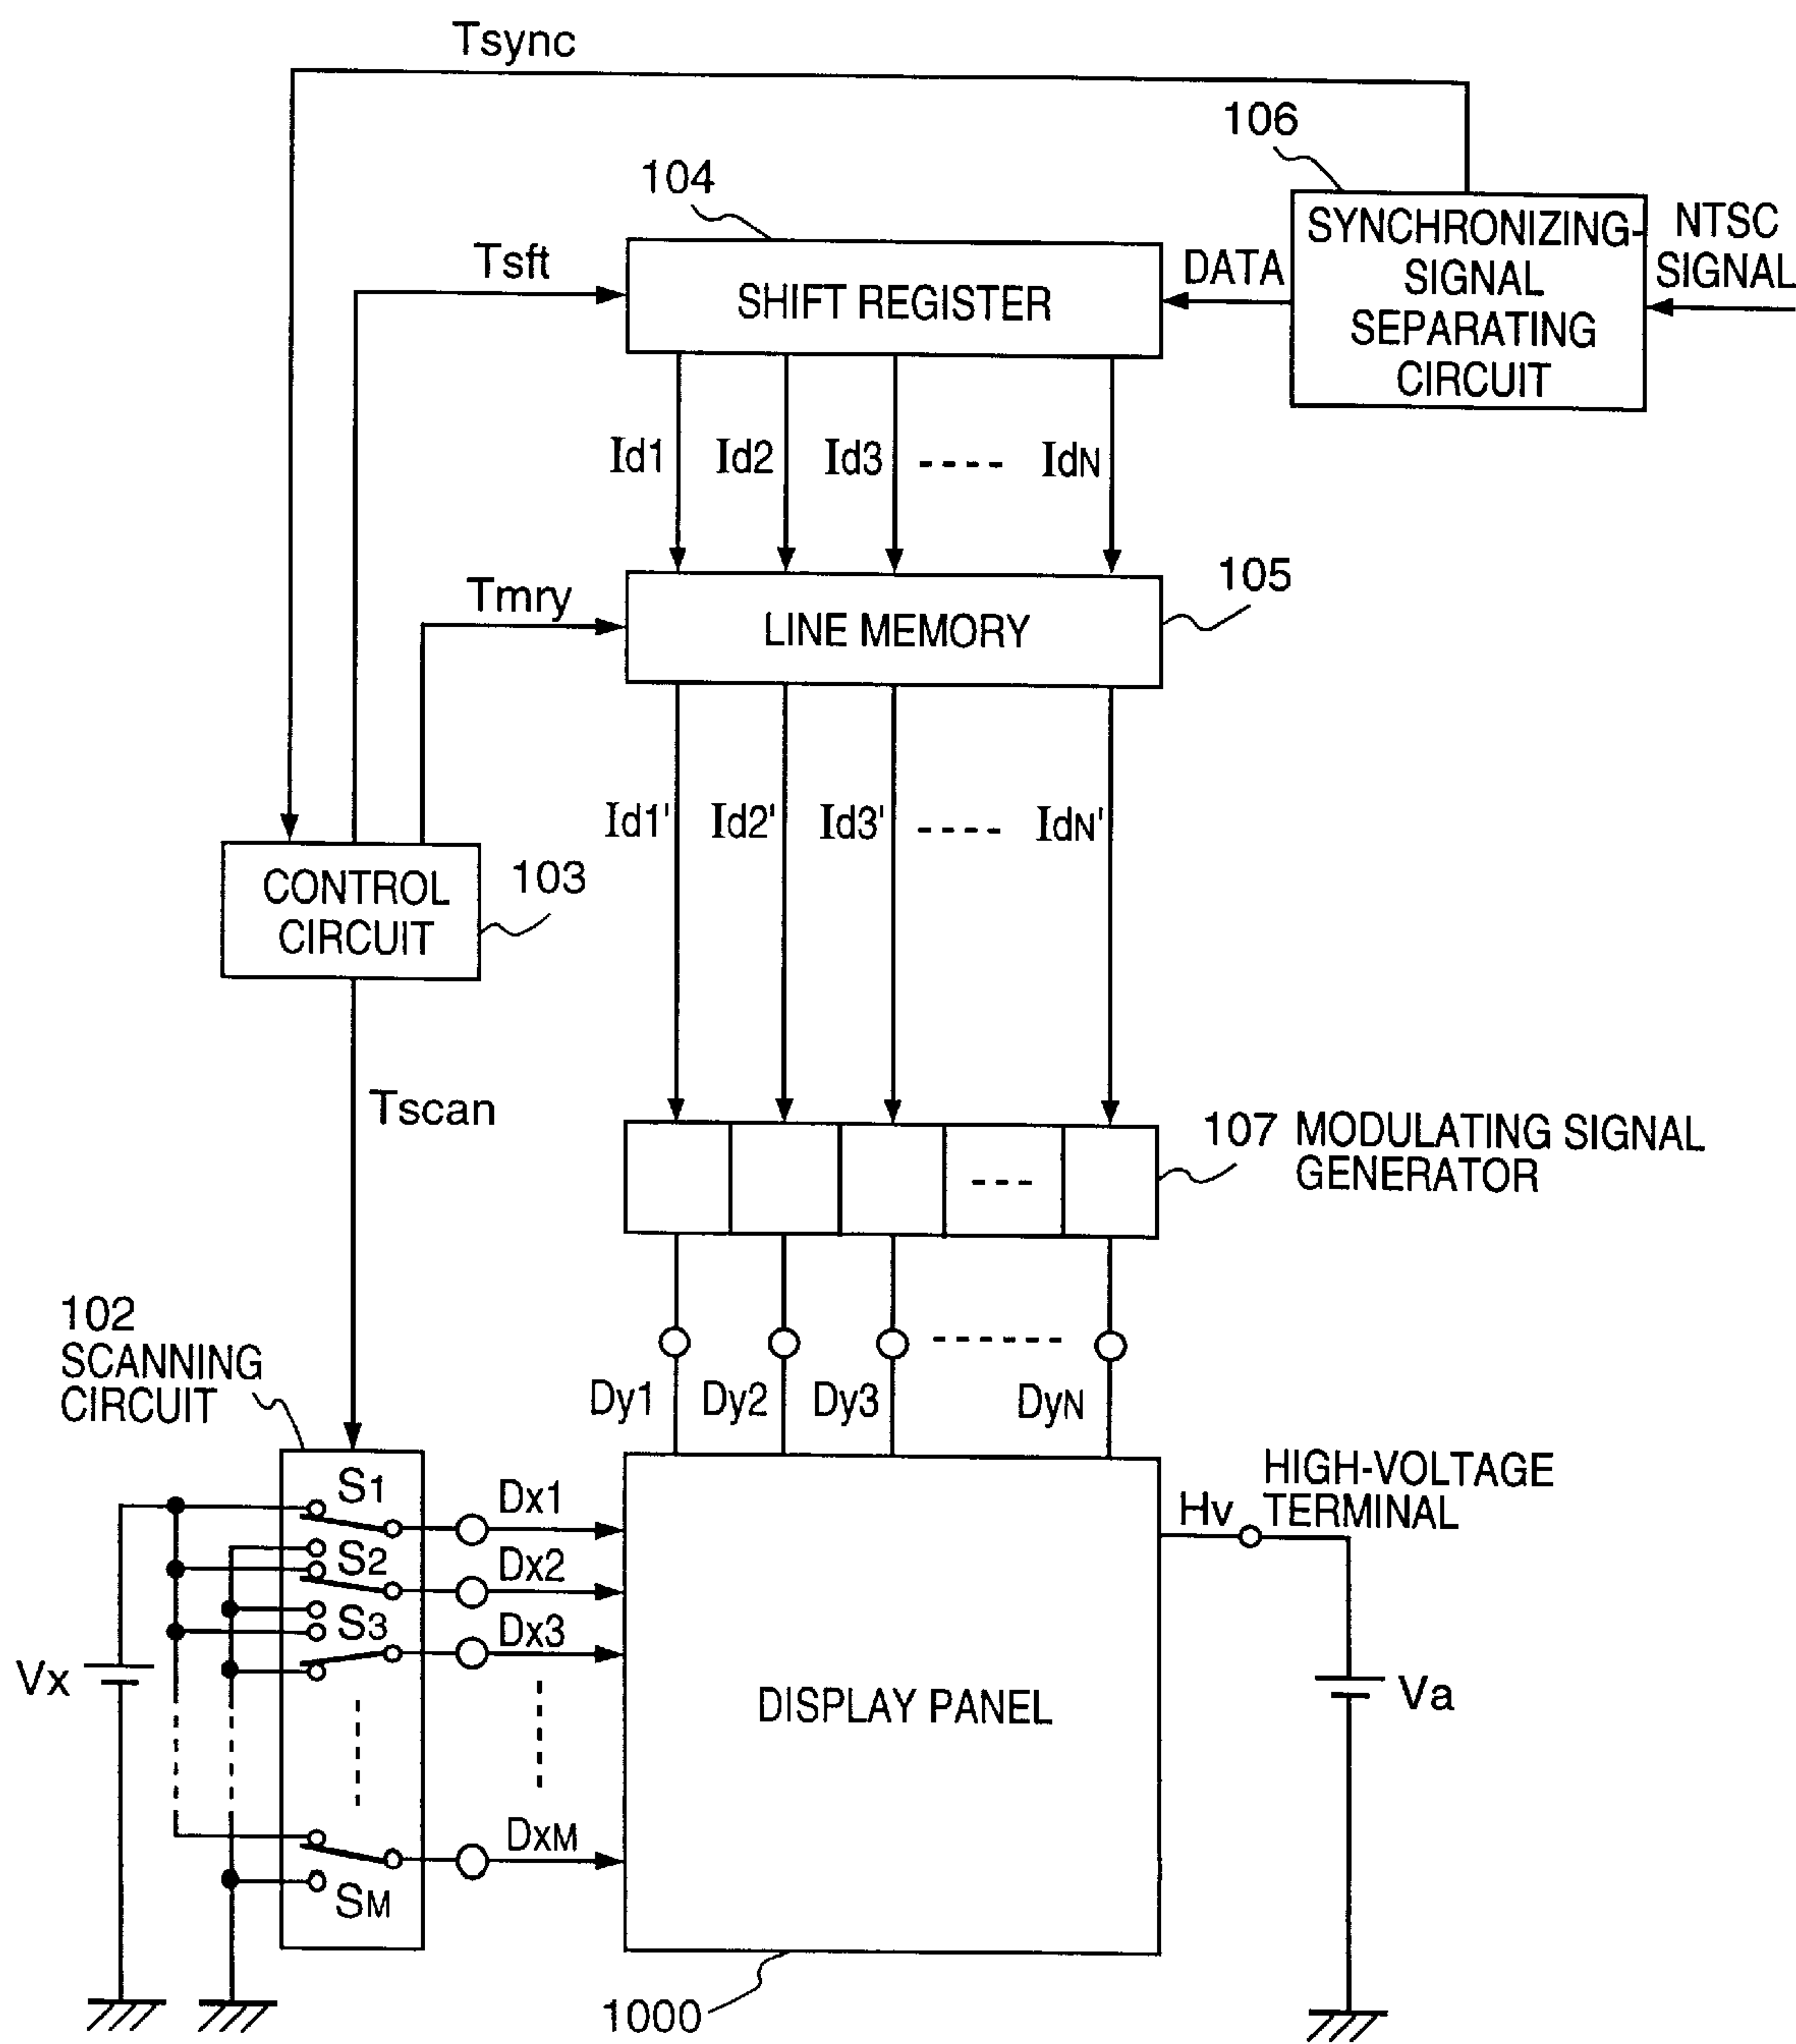 Tsync
106
104
SYNCHRONIZING-
SIGNAL
SEPARATING
CIRCUIT
NTSC
SIGNAL
DATA
Tsft
SHIFT REGISTER
Id1 Id2 Id3 ---- IdN
105
Tmry
LINE MEMORY
Id1' Id2' Id3' ---- IdN'
CONTROL
CIRCUIT
103
Tscan
107 MODULATING SIGNAL
GENERATOR
---
102
SCANNING
CIRCUIT
Dy1 Dy2 Dy3 ------ DyN
HIGH-VOLTAGE
TERMINAL
Hv
S1 Dx1
S2 Dx2
S3 Dx3
Vx
DISPLAY PANEL
Va
DxM
SM
1000